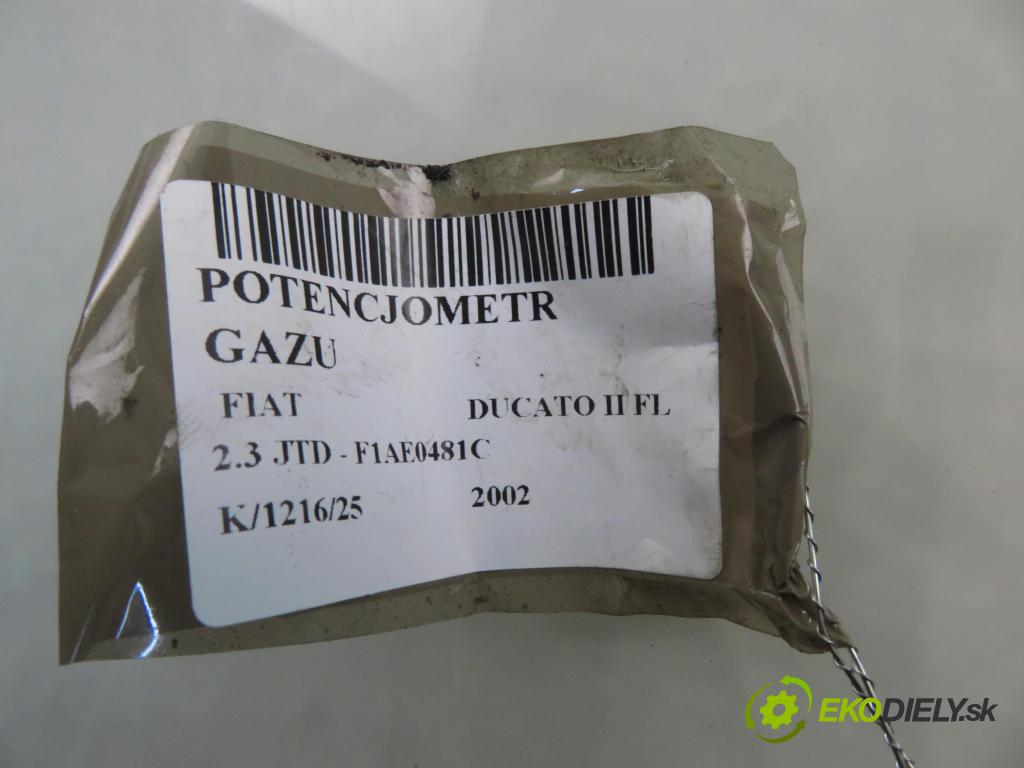 POTENCJOMETR
GAZU
FIAT DUCATO II FL
2.3 JTD - F1AE0481C
K/1216/25 2002
EKODIELY.sk